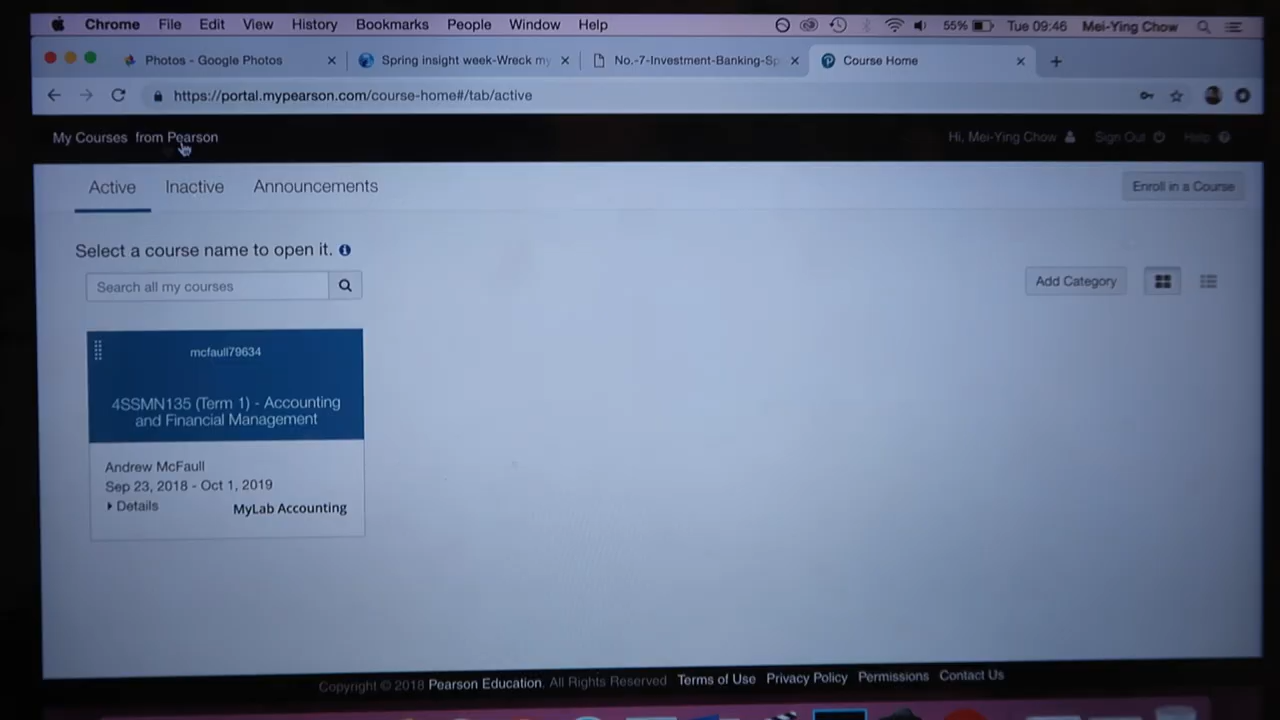 Chrome File Edit View History Bookmarks People Window Help 55% Tue 09:46 Mei-Ying Chow
Photos - Google Photos Spring insight week-Wreck my No.-7-Investment-Banking-Sp Course Home
https://portal.mypearson.com/course-home#/tab/active
My Courses from Pearson Hi, Mei-Ying Chow Sign Out Help
Active Inactive Announcements Enroll in a Course
Select a course name to open it.
Search all my courses Add Category
mcfaull79634
4SSMN135 (Term 1) - Accounting
and Financial Management
Andrew McFaull
Sep 23, 2018 - Oct 1, 2019
Details MyLab Accounting
Copyright © 2018 Pearson Education, All Rights Reserved Terms of Use Privacy Policy Permissions Contact Us